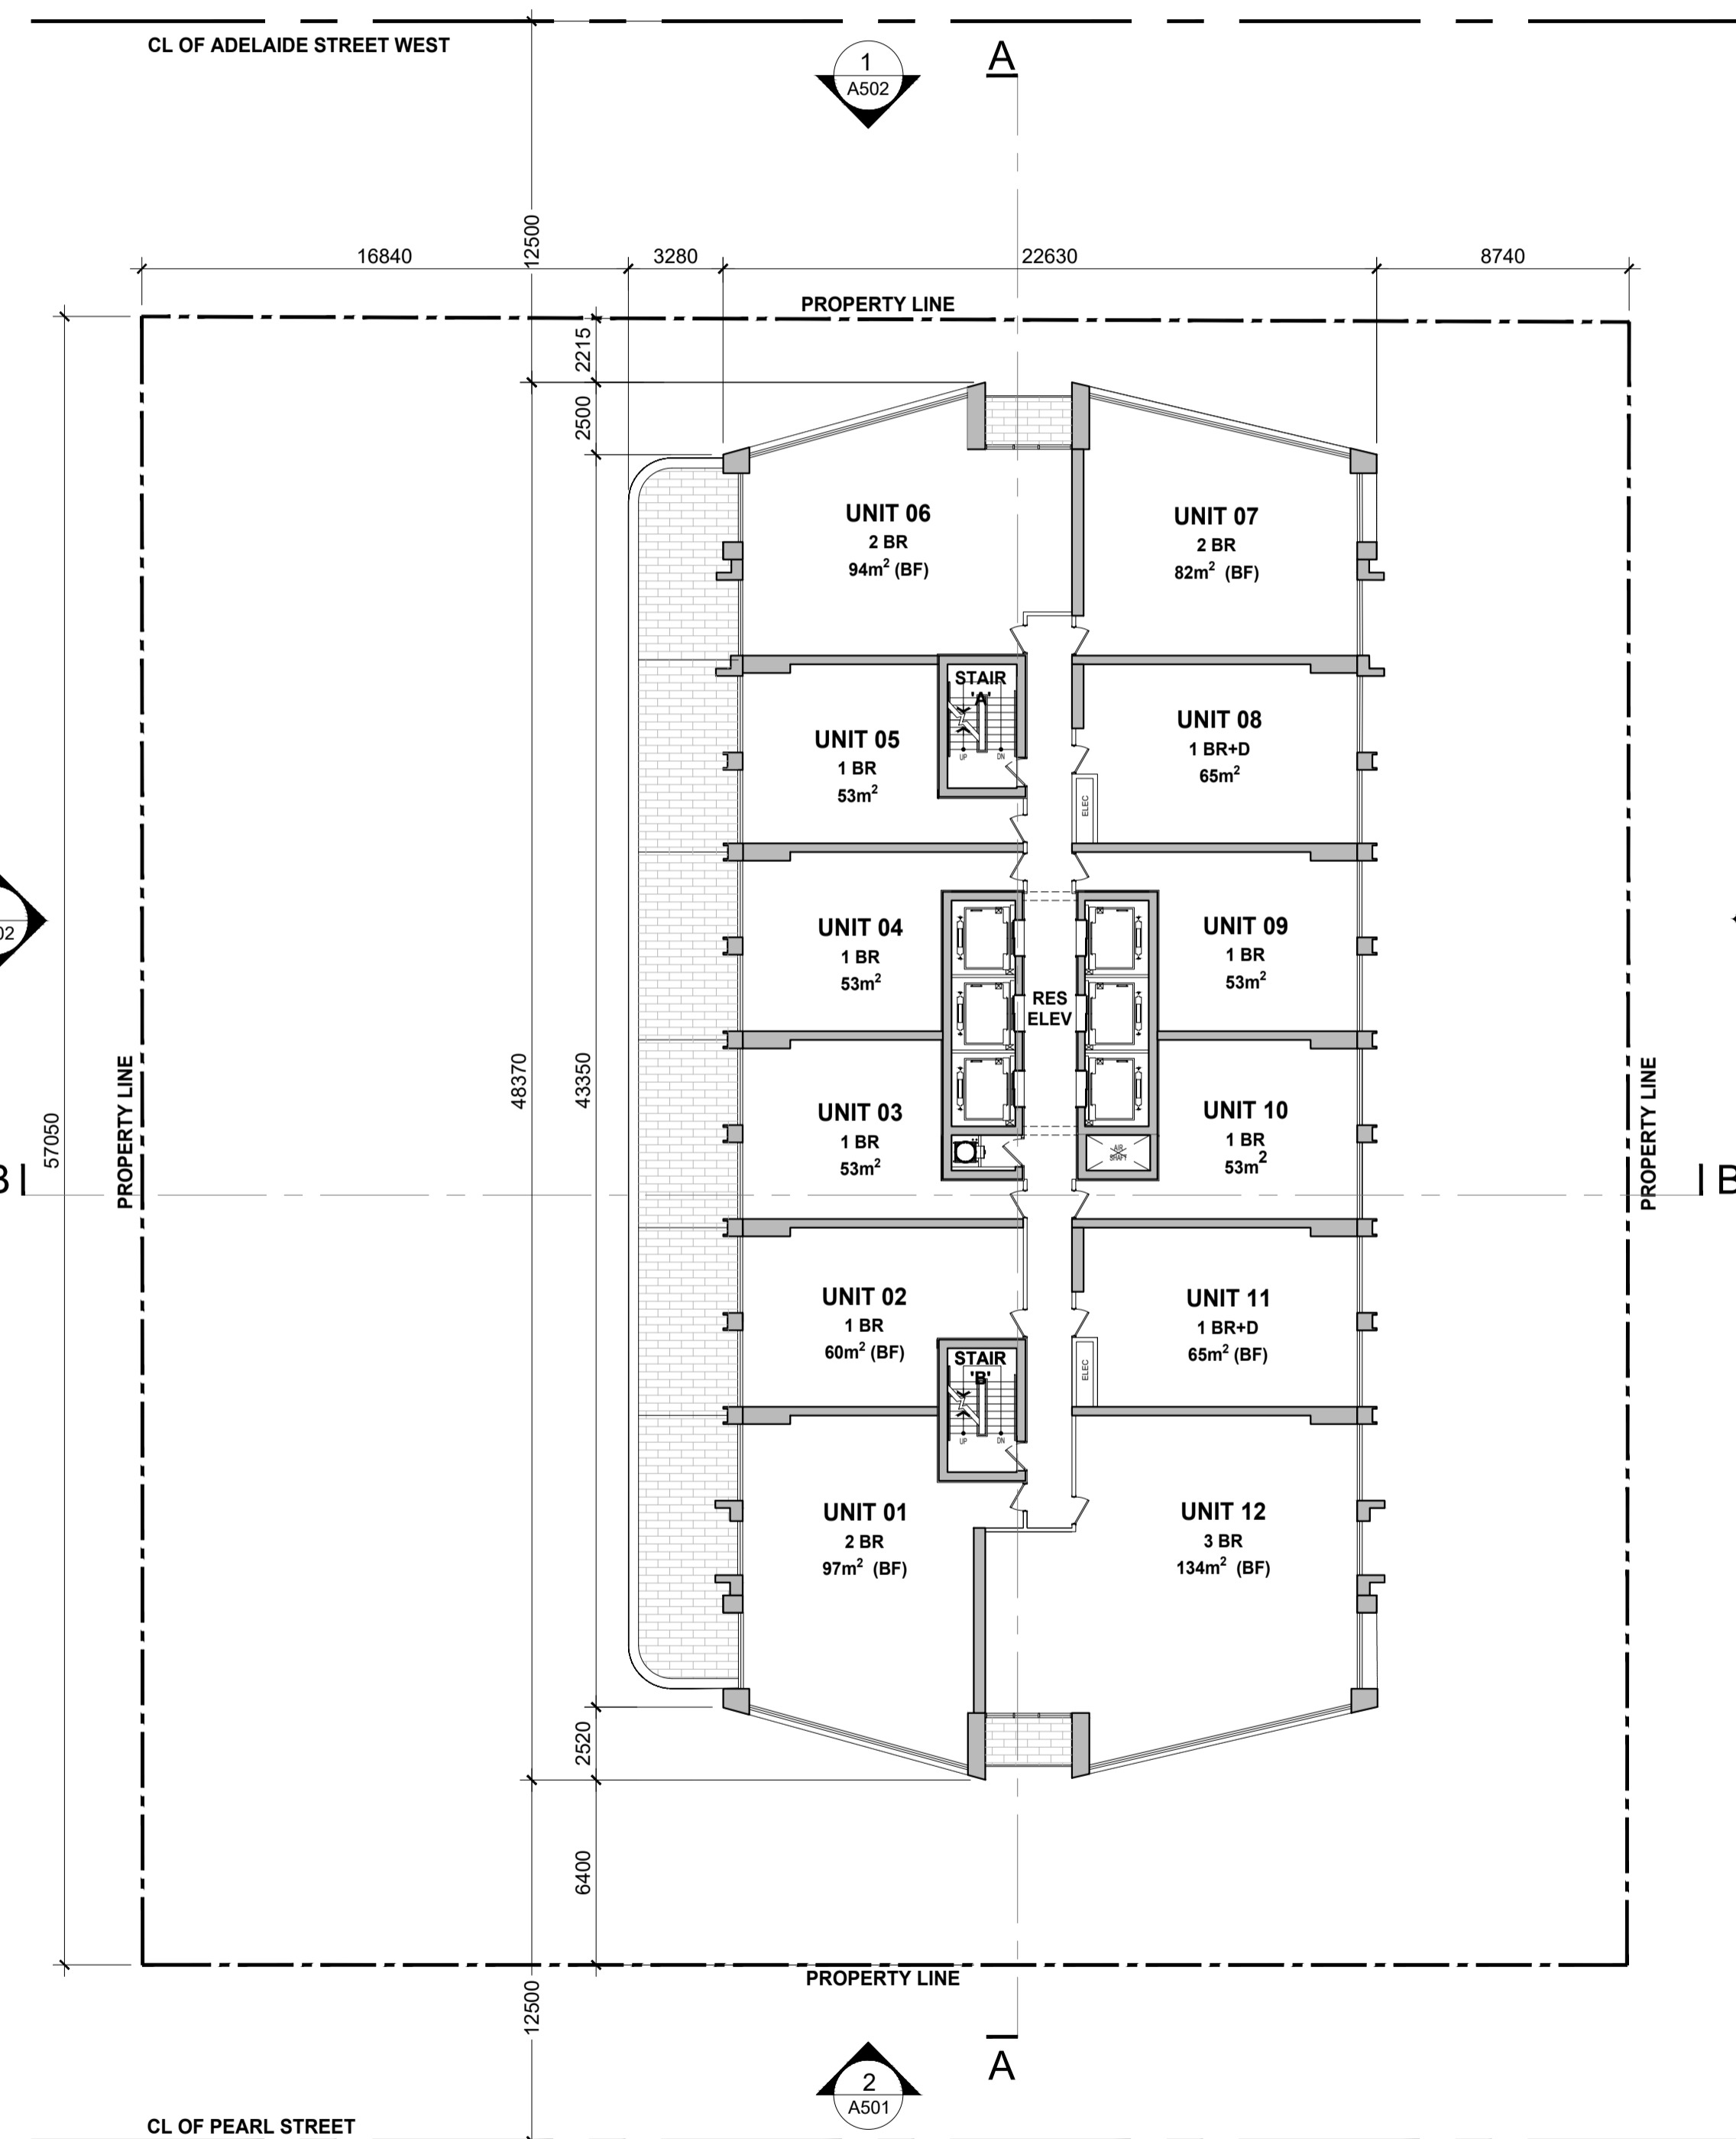 CL OF ADELAIDE STREET WEST
1
A502
A
12500
16840
3280
22630
8740
PROPERTY LINE
2215
2500
UNIT 06
2 BR
94m² (BF)
UNIT 07
2 BR
82m² (BF)
STAIR
'A'
UP
DN
UNIT 05
1 BR
53m²
UNIT 08
1 BR+D
65m²
ELEC
02
UNIT 04
1 BR
53m²
UNIT 09
1 BR
53m²
RES
ELEV
57050
PROPERTY LINE
48370
43350
UNIT 03
1 BR
53m²
UNIT 10
1 BR
53m²
AIR
SHAFT
PROPERTY LINE
B
B
UNIT 02
1 BR
60m² (BF)
UNIT 11
1 BR+D
65m² (BF)
STAIR
'B'
UP
DN
ELEC
UNIT 01
2 BR
97m² (BF)
UNIT 12
3 BR
134m² (BF)
2520
6400
PROPERTY LINE
12500
A
2
A501
CL OF PEARL STREET